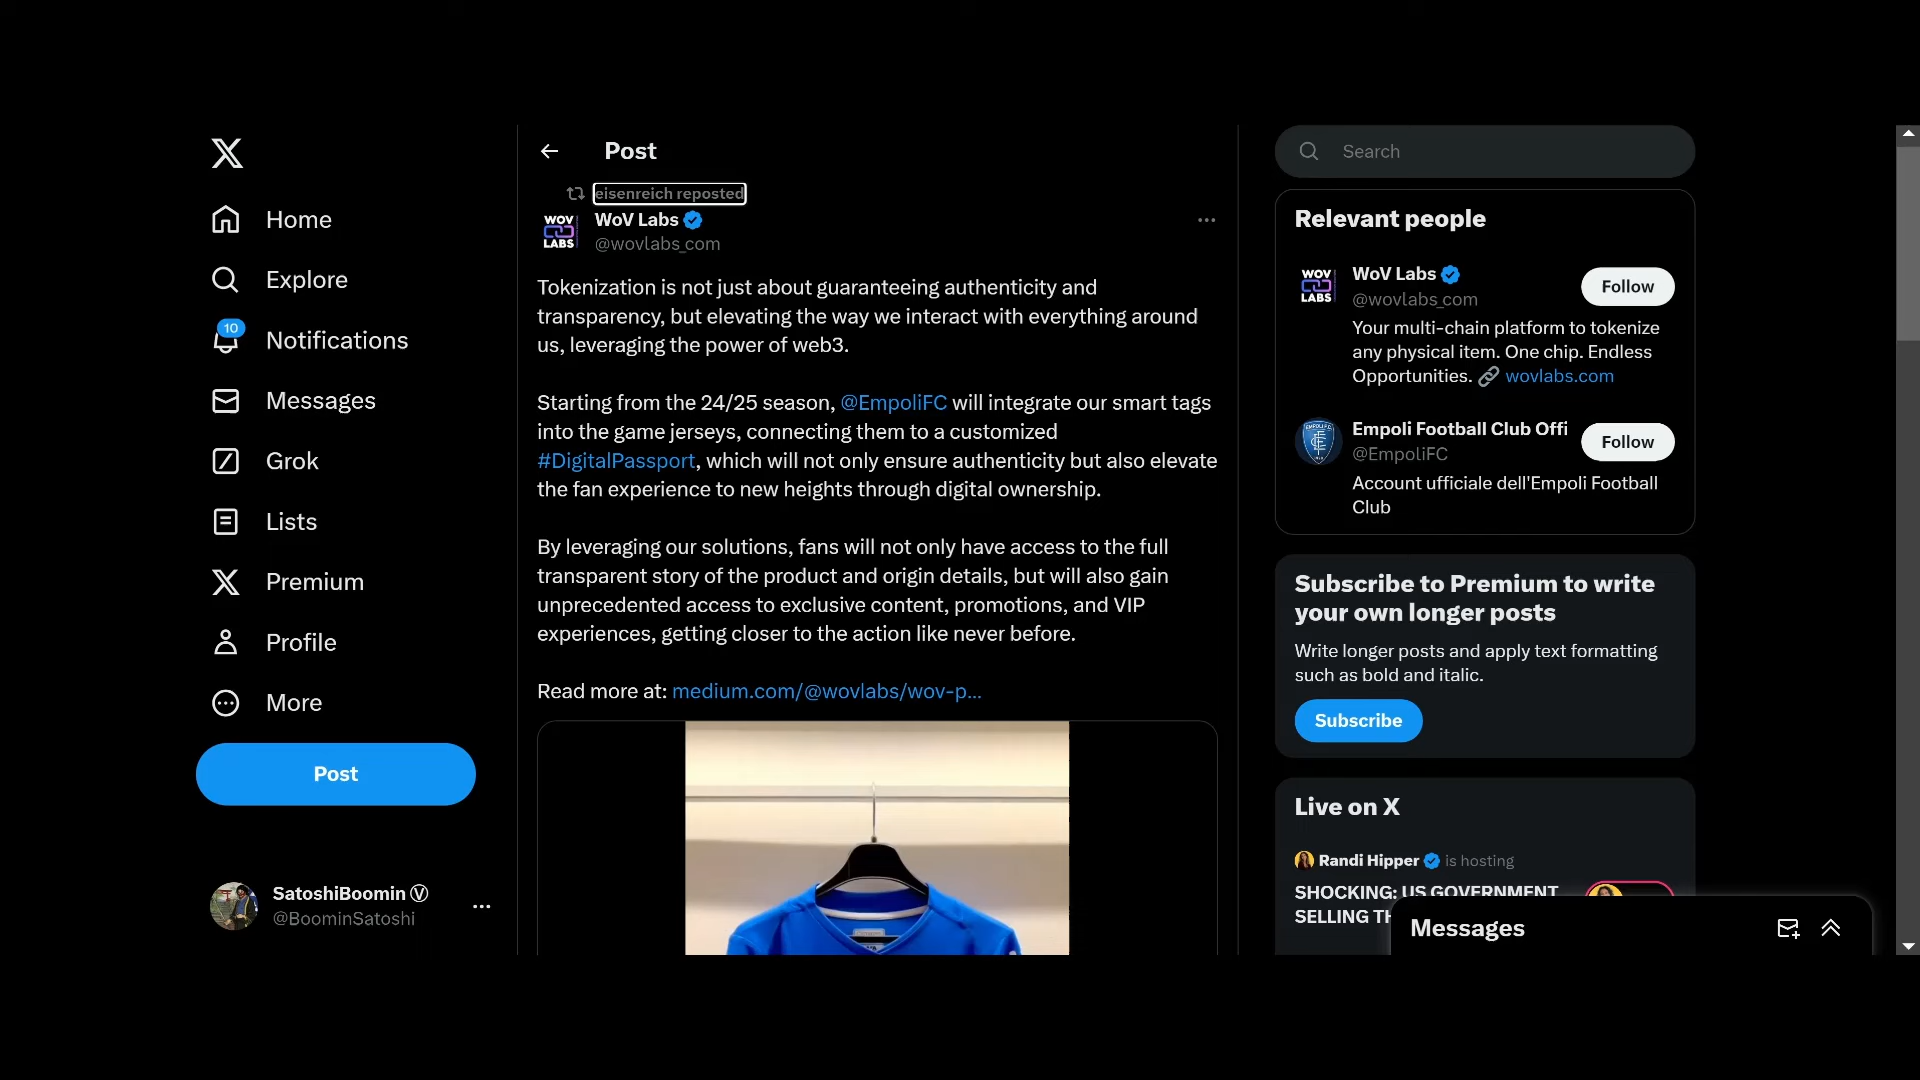 Home
Explore
10
Notifications
Messages
Grok
Lists
Premium
Profile
More
Post
SatoshiBoomin Ⓥ
@BoominSatoshi
Post
eisenreich reposted
WOV
LABS
WoV Labs
@wovlabs_com
Tokenization is not just about guaranteeing authenticity and
transparency, but elevating the way we interact with everything around
us, leveraging the power of web3.
Starting from the 24/25 season, @EmpoliFC will integrate our smart tags
into the game jerseys, connecting them to a customized
#DigitalPassport, which will not only ensure authenticity but also elevate
the fan experience to new heights through digital ownership.
By leveraging our solutions, fans will not only have access to the full
transparent story of the product and origin details, but will also gain
unprecedented access to exclusive content, promotions, and VIP
experiences, getting closer to the action like never before.
Read more at: medium.com/@wovlabs/wov-p...
Search
Relevant people
WOV
LABS
WoV Labs
@wovlabs_com
Follow
Your multi-chain platform to tokenize
any physical item. One chip. Endless
Opportunities. 🔗 wovlabs.com
Empoli Football Club Offi
@EmpoliFC
Follow
Account ufficiale dell'Empoli Football
Club
Subscribe to Premium to write
your own longer posts
Write longer posts and apply text formatting
such as bold and italic.
Subscribe
Live on X
Randi Hipper is hosting
SHOCKING: US GOVERNMENT
SELLING
Messages